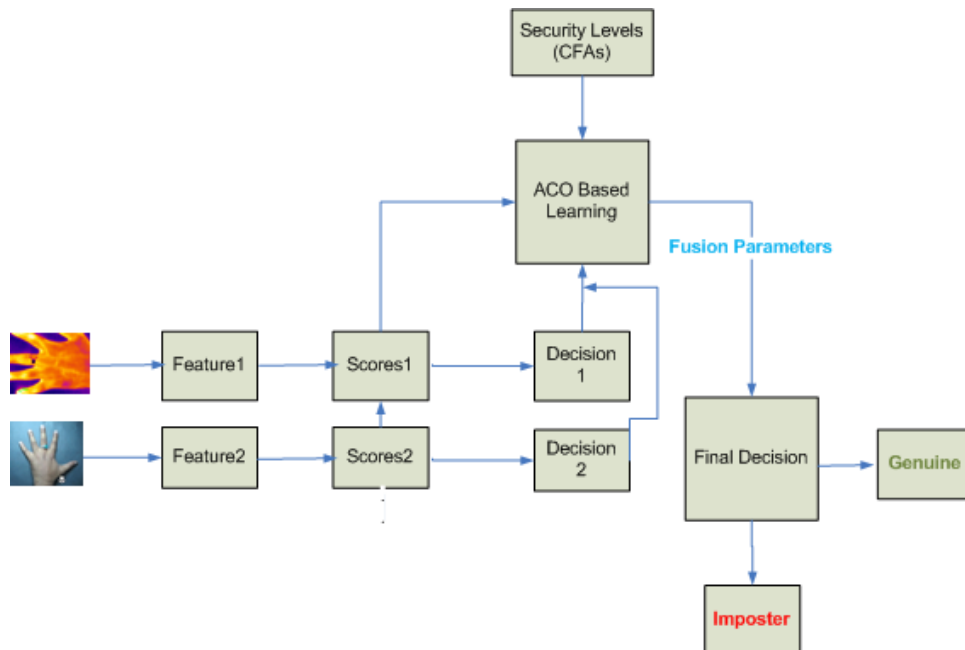 Security Levels
(CFAs)
ACO Based
Learning
Fusion Parameters
Feature1
Scores1
Decision
1
Feature2
Scores2
Decision
2
Final Decision
Genuine
Imposter